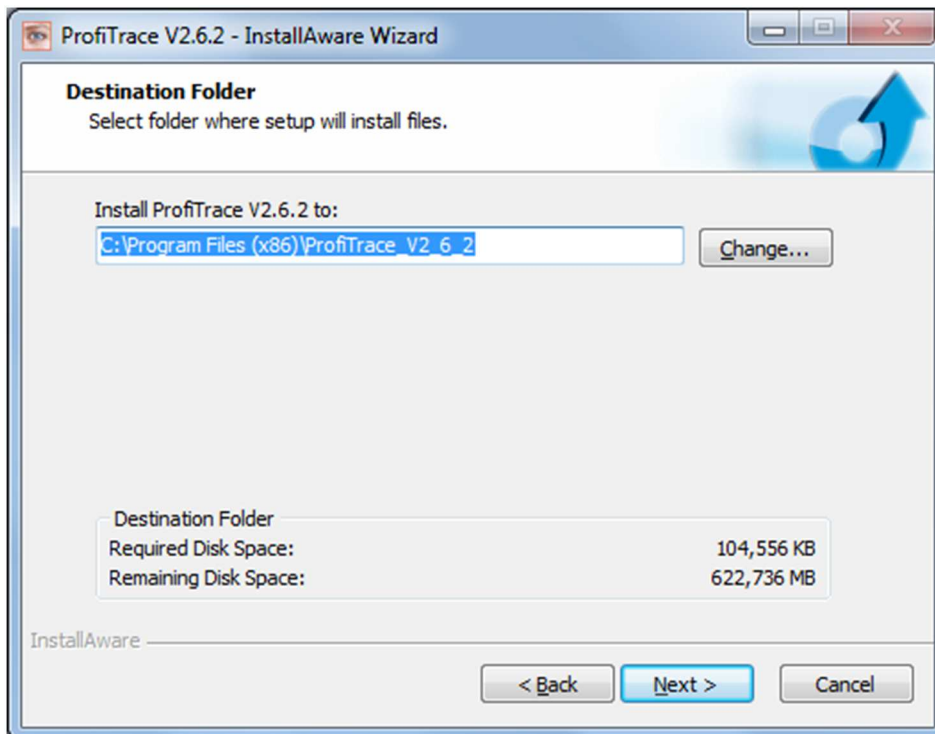 ProfiTrace V2.6.2 - InstallAware Wizard
Destination Folder
Select folder where setup will install files.
Install ProfiTrace V2.6.2 to:
C:\Program Files (x86)\ProfiTrace_V2_6_2
Change...
Destination Folder
Required Disk Space: 104,556 KB
Remaining Disk Space: 622,736 MB
InstallAware
< Back Next > Cancel